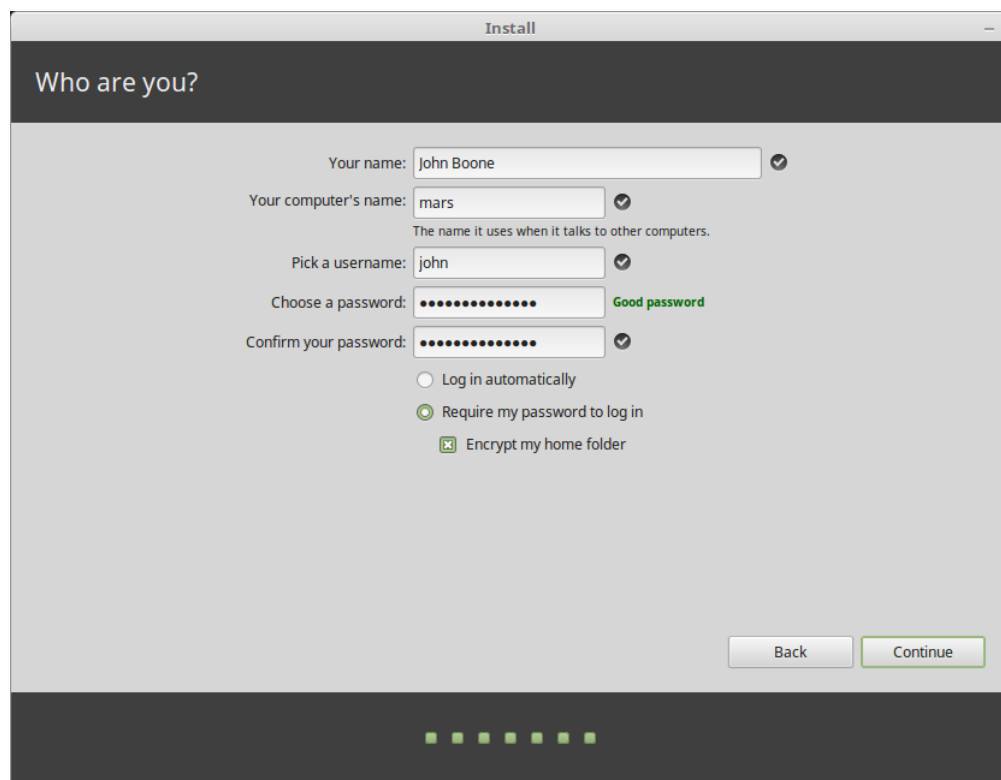 Install
Who are you?
Your name: John Boone
Your computer's name: mars
The name it uses when it talks to other computers.
Pick a username: john
Choose a password: ●●●●●●●●●●●●●● Good password
Confirm your password: ●●●●●●●●●●●●●●
Log in automatically
Require my password to log in
Encrypt my home folder
Back Continue